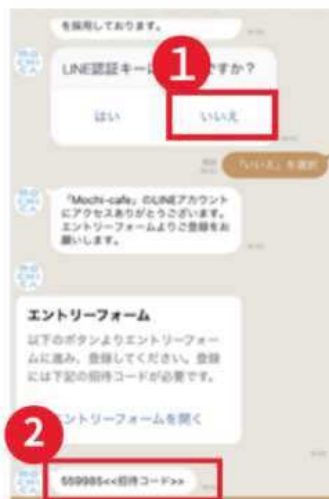 を採用しております。
LINE認証キーに
ですか？
1
はい
いいえ
「いいえ」を選択
「Mochi-cafe」のLINEアカウント
にアクセスありがとうございます。
エントリーフォームよりご登録をお
願いします。
エントリーフォーム
以下のボタンよりエントリーフォー
ムに進み、登録してください。登録
には下記の招待コードが必要です。
エントリーフォームを開く
2
559985<<招待コード>>